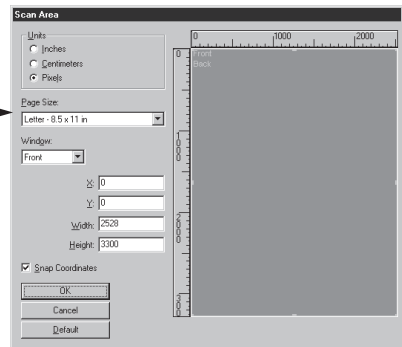 Scan Area
Units
Inches
Centimeters
Pixels
Page Size:
Letter - 8.5 x 11 in
Window:
Front
X: 0
Y: 0
Width: 2528
Height: 3300
Snap Coordinates
OK
Cancel
Default
0 1000 2000
0
1000
2000
300
Front
Back